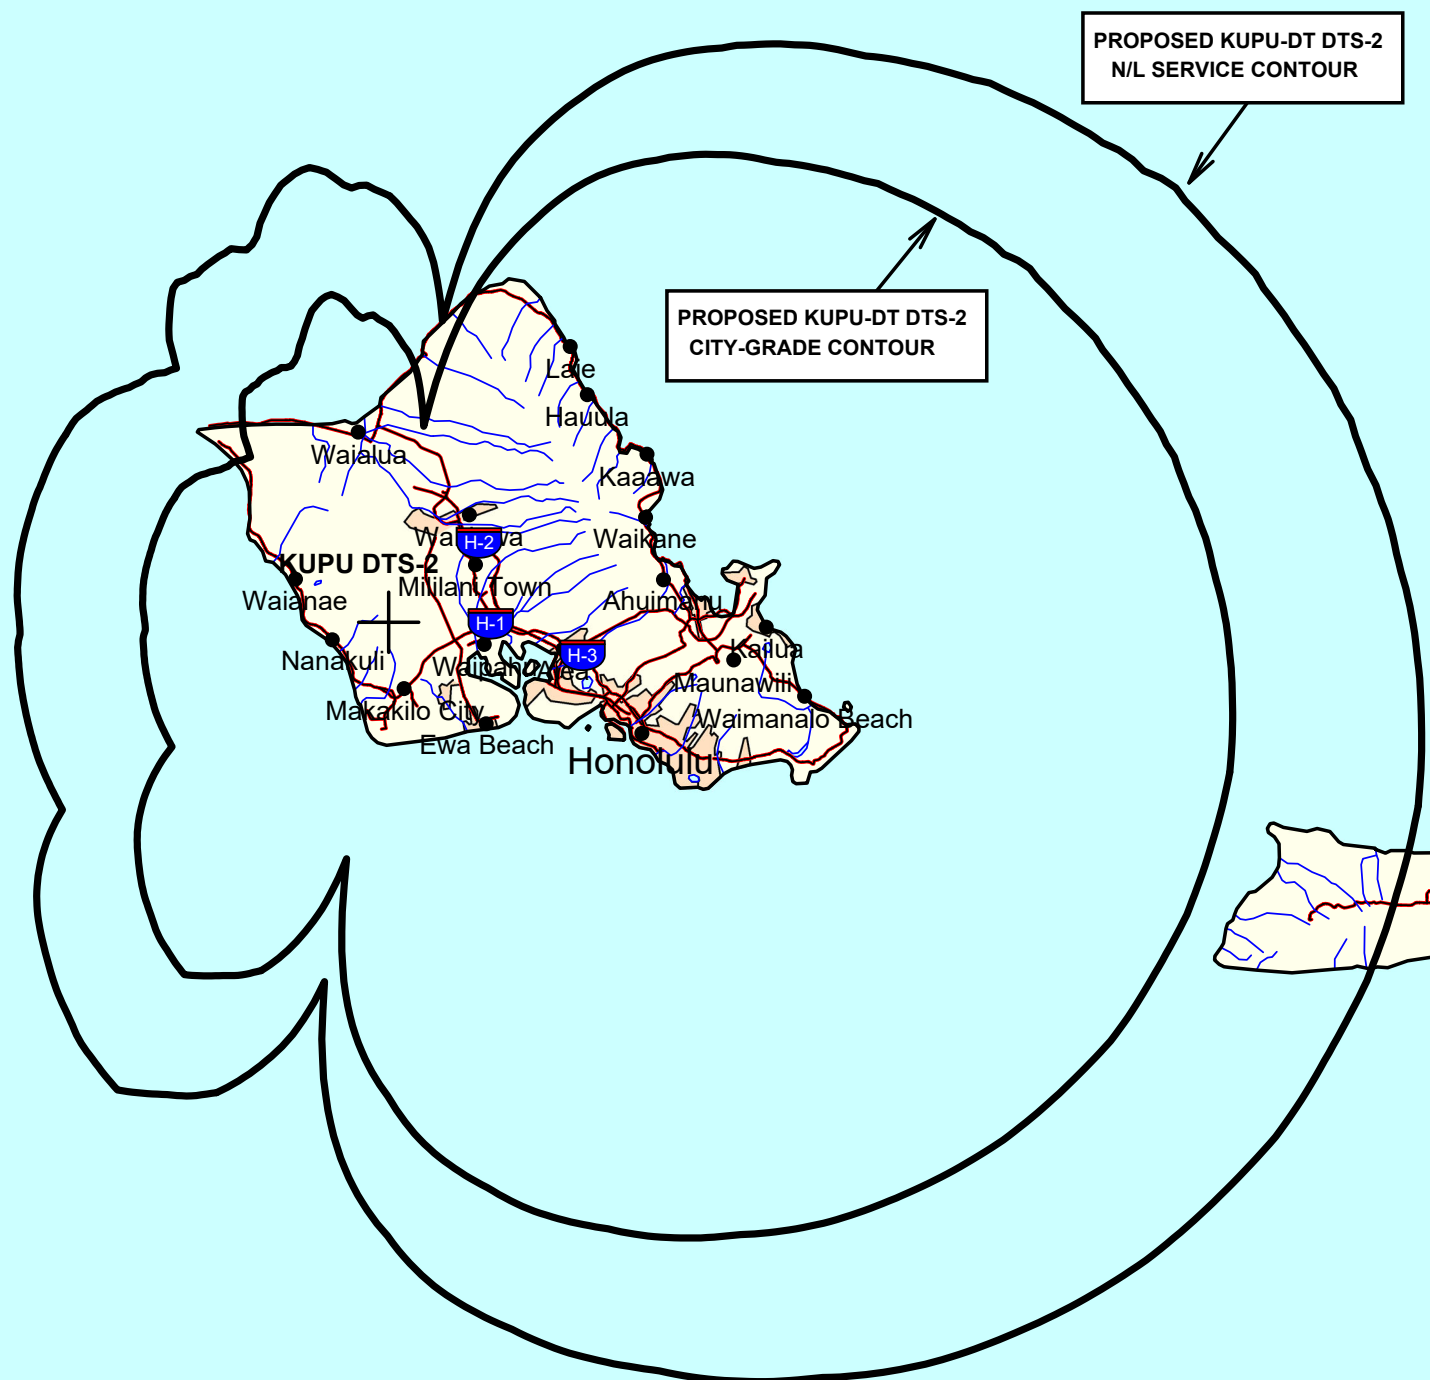 PROPOSED KUPU-DT DTS-2
N/L SERVICE CONTOUR
PROPOSED KUPU-DT DTS-2
CITY-GRADE CONTOUR
Laie
Hauula
Waialua
Kaaawa
H-2
Waikane
KUPU DTS-2
Mililani Town
Waianae
Ahuimanu
H-1
Kailua
H-3
Nanakuli
Waipahu
Aiea
Maunawili
Makakilo City
Waimanalo Beach
Ewa Beach
Honolulu